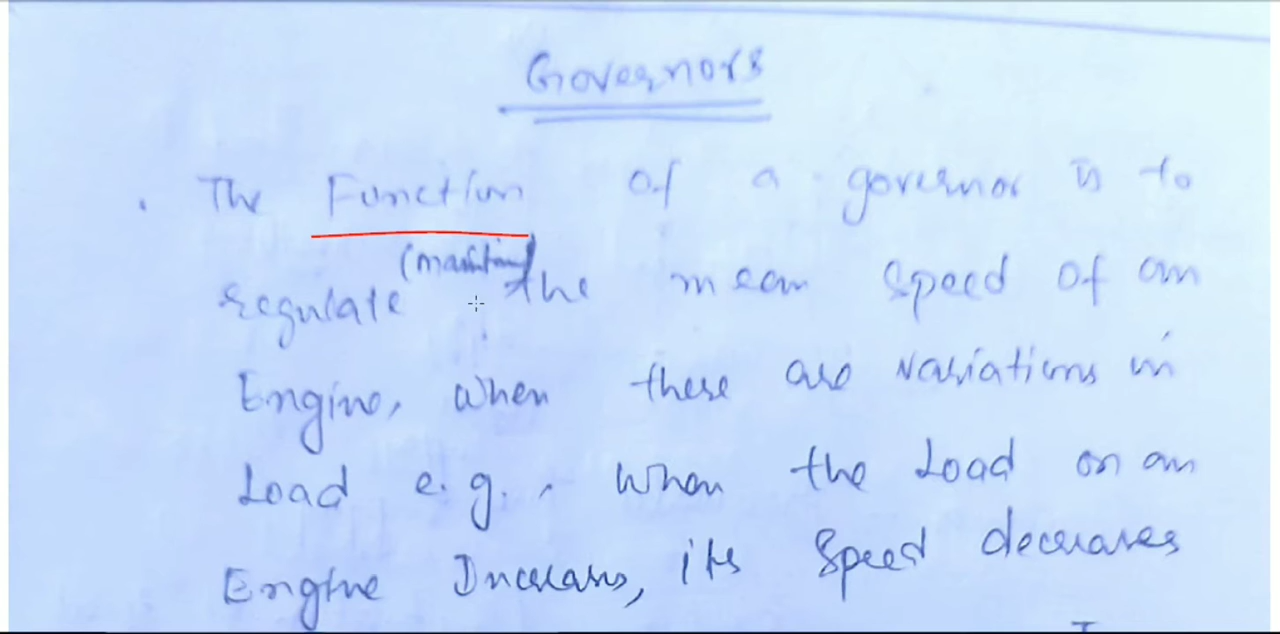 Governors
. The Function of a governor is to
(maintain)
regulate the mean speed of an
Engine, when there are variations in
Load e.g. , when the Load on an
Engine Increases, its Speed decreases